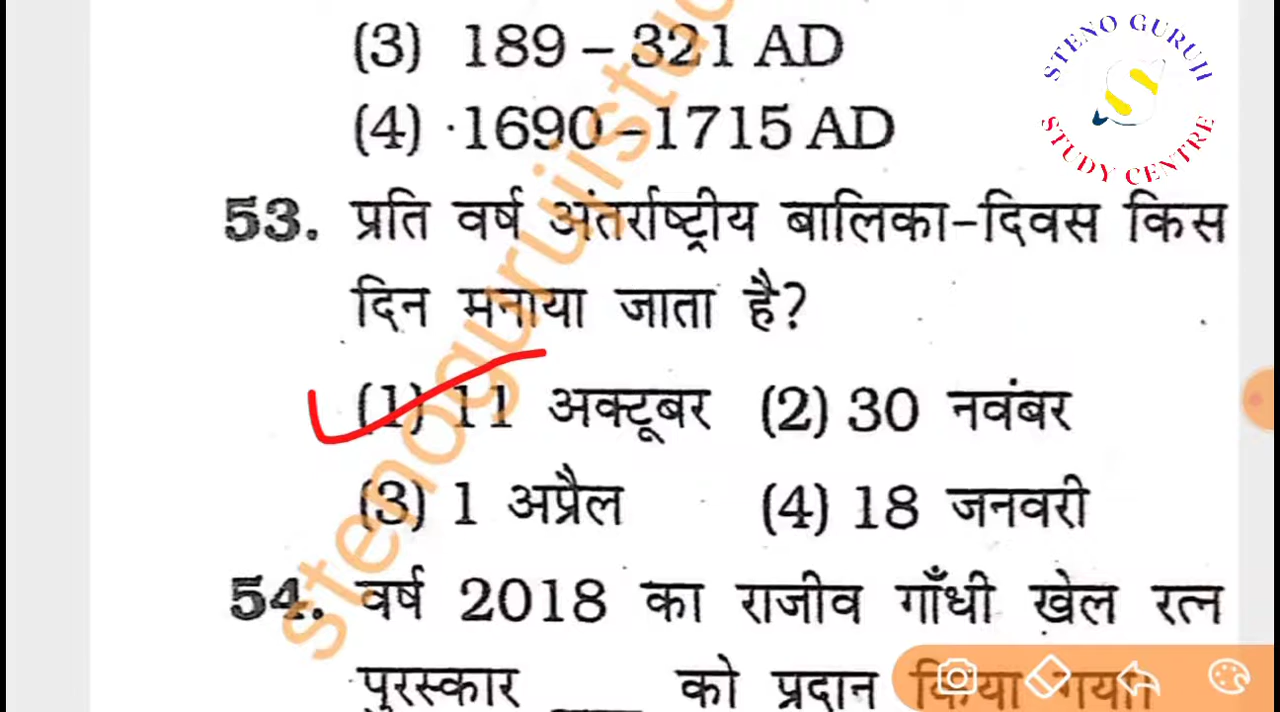 (3) 189 – 321 AD
(4) 1690 – 1715 AD
STENO GURUJI
S
STUDY CENTRE
53. प्रति वर्ष अंतर्राष्ट्रीय बालिका-दिवस किस
दिन मनाया जाता है?
(1) 11 अक्टूबर (2) 30 नवंबर
(3) 1 अप्रैल (4) 18 जनवरी
54. वर्ष 2018 का राजीव गाँधी खेल रत्न
पुरस्कार ___ को प्रदान किया गया
stenogurujistu